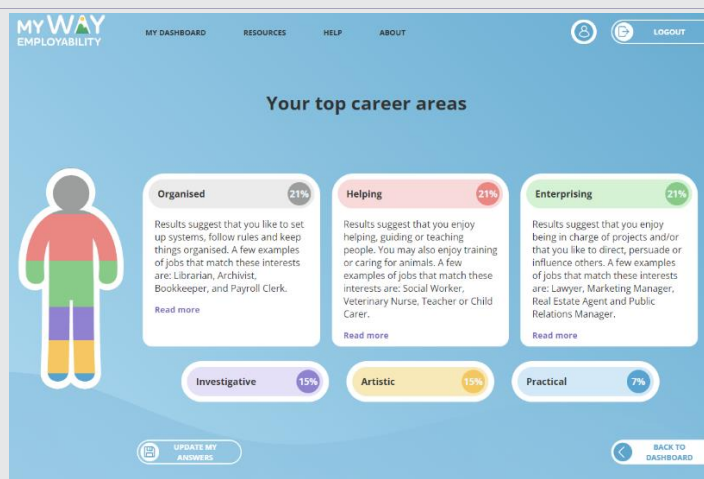 MY WAY
EMPLOYABILITY
MY DASHBOARD RESOURCES HELP ABOUT LOGOUT
Your top career areas
Organised 21%
Results suggest that you like to set
up systems, follow rules and keep
things organised. A few examples
of jobs that match these interests
are: Librarian, Archivist,
Bookkeeper, and Payroll Clerk.
Read more
Helping 21%
Results suggest that you enjoy
helping, guiding or teaching
people. You may also enjoy training
or caring for animals. A few
examples of jobs that match these
interests are: Social Worker,
Veterinary Nurse, Teacher or Child
Carer.
Read more
Enterprising 21%
Results suggest that you enjoy
being in charge of projects and/or
that you like to direct, persuade or
influence others. A few examples
of jobs that match these interests
are: Lawyer, Marketing Manager,
Real Estate Agent and Public
Relations Manager.
Read more
Investigative 15%
Artistic 15%
Practical 7%
UPDATE MY
ANSWERS
BACK TO
DASHBOARD